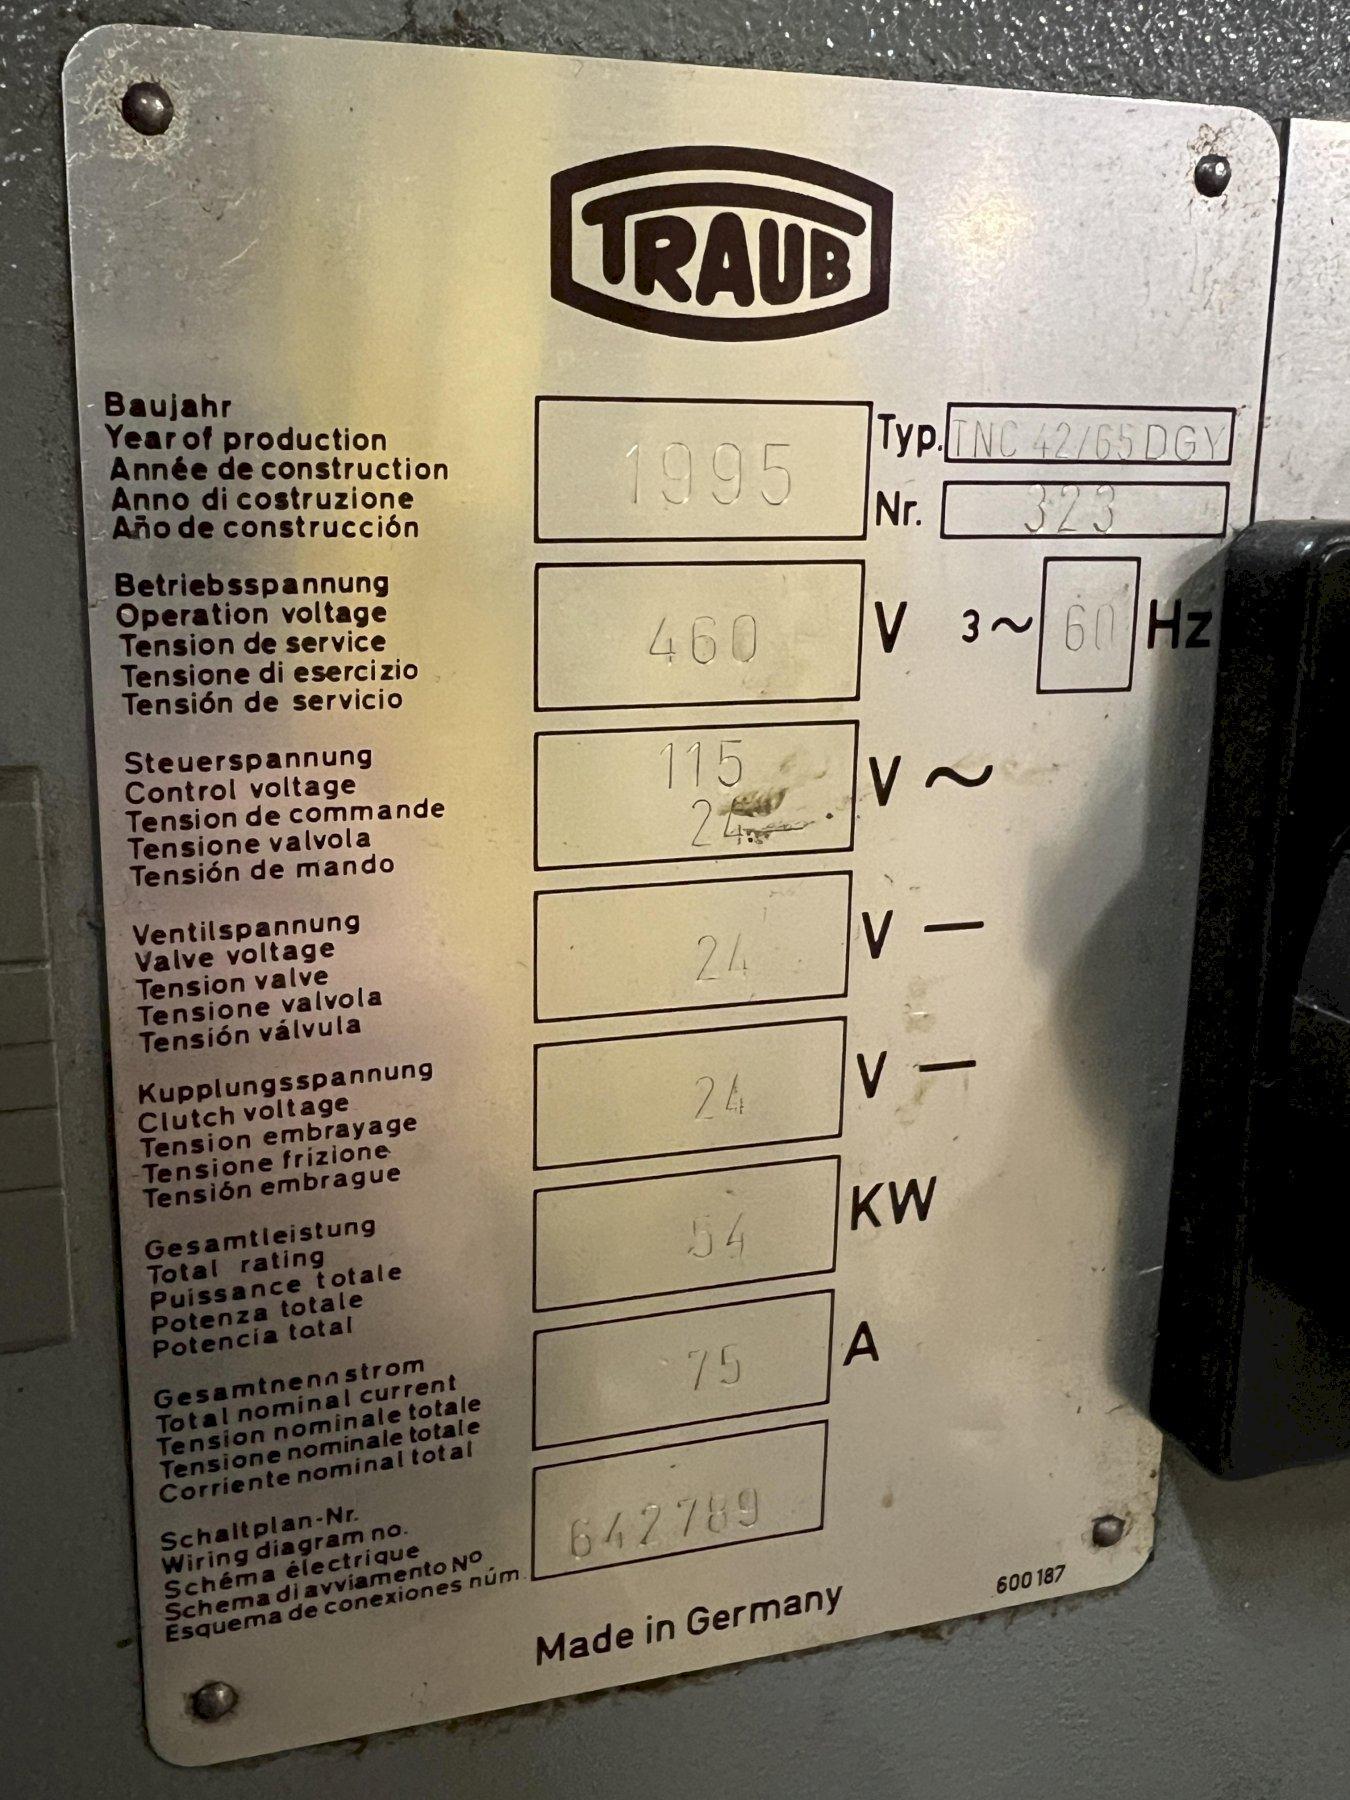 TRAUB
Baujahr
Year of production
Année de construction
Anno di costruzione
Año de construcción
1995
Typ. TNC 42/65 DGY
Nr. 323
Betriebsspannung
Operation voltage
Tension de service
Tensione di esercizio
Tensión de servicio
460 V 3~ 60 Hz
Steuerspannung
Control voltage
Tension de commande
Tensione valvola
Tensión de mando
115
24
V ~
Ventilspannung
Valve voltage
Tension valve
Tensione valvola
Tensión válvula
24 V —
Kupplungsspannung
Clutch voltage
Tension embrayage
Tensione frizione
Tensión embrague
24 V —
Gesamtleistung
Total rating
Puissance totale
Potenza totale
Potencia total
54 KW
Gesamtnennstrom
Total nominal current
Tension nominale totale
Tensione nominale totale
Corriente nominal total
75 A
Schaltplan-Nr.
Wiring diagram no.
Schéma électrique
Schema di avviamento Nº
Esquema de conexiones núm.
642789
Made in Germany
600187